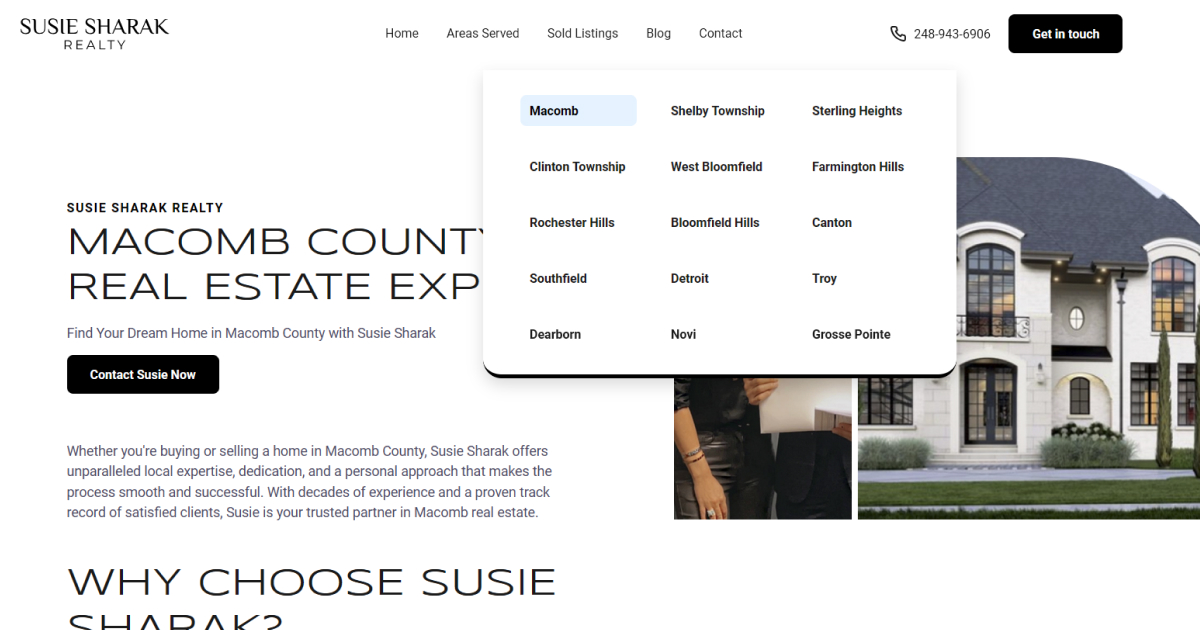 SUSIE SHARAK
REALTY
Home
Areas Served
Sold Listings
Blog
Contact
248-943-6906
Get in touch
Macomb
Shelby Township
Sterling Heights
Clinton Township
West Bloomfield
Farmington Hills
Rochester Hills
Bloomfield Hills
Canton
Southfield
Detroit
Troy
Dearborn
Novi
Grosse Pointe
SUSIE SHARAK REALTY
MACOMB COUNTY
REAL ESTATE EXP
Find Your Dream Home in Macomb County with Susie Sharak
Contact Susie Now
Whether you're buying or selling a home in Macomb County, Susie Sharak offers
unparalleled local expertise, dedication, and a personal approach that makes the
process smooth and successful. With decades of experience and a proven track
record of satisfied clients, Susie is your trusted partner in Macomb real estate.
WHY CHOOSE SUSIE
SHARAK?